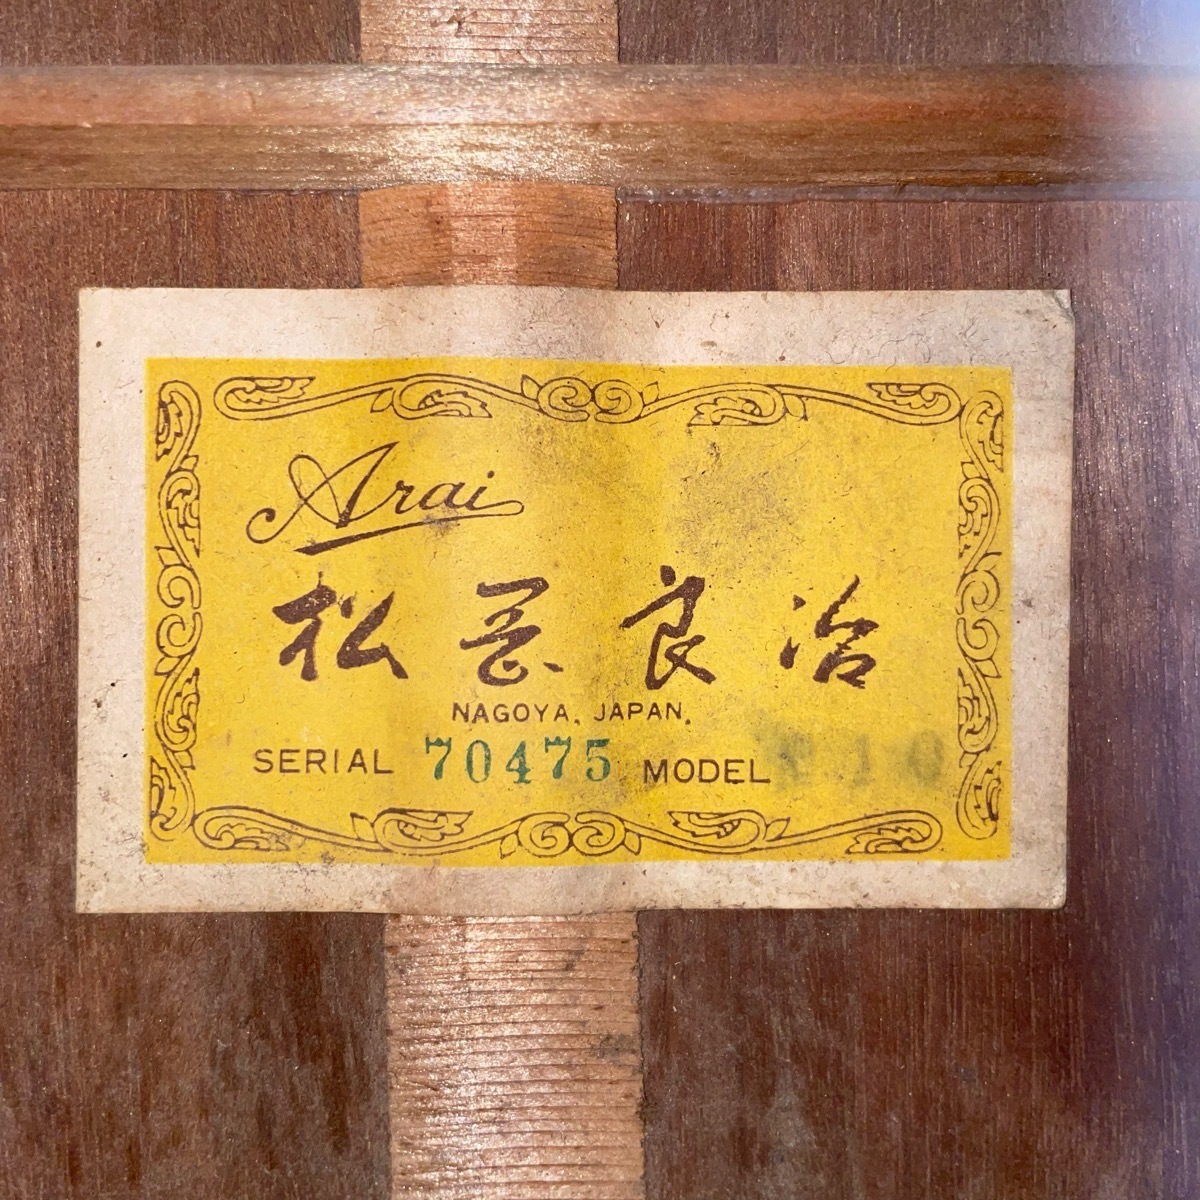 Arai
松岡良治
NAGOYA, JAPAN.
SERIAL 70475 MODEL